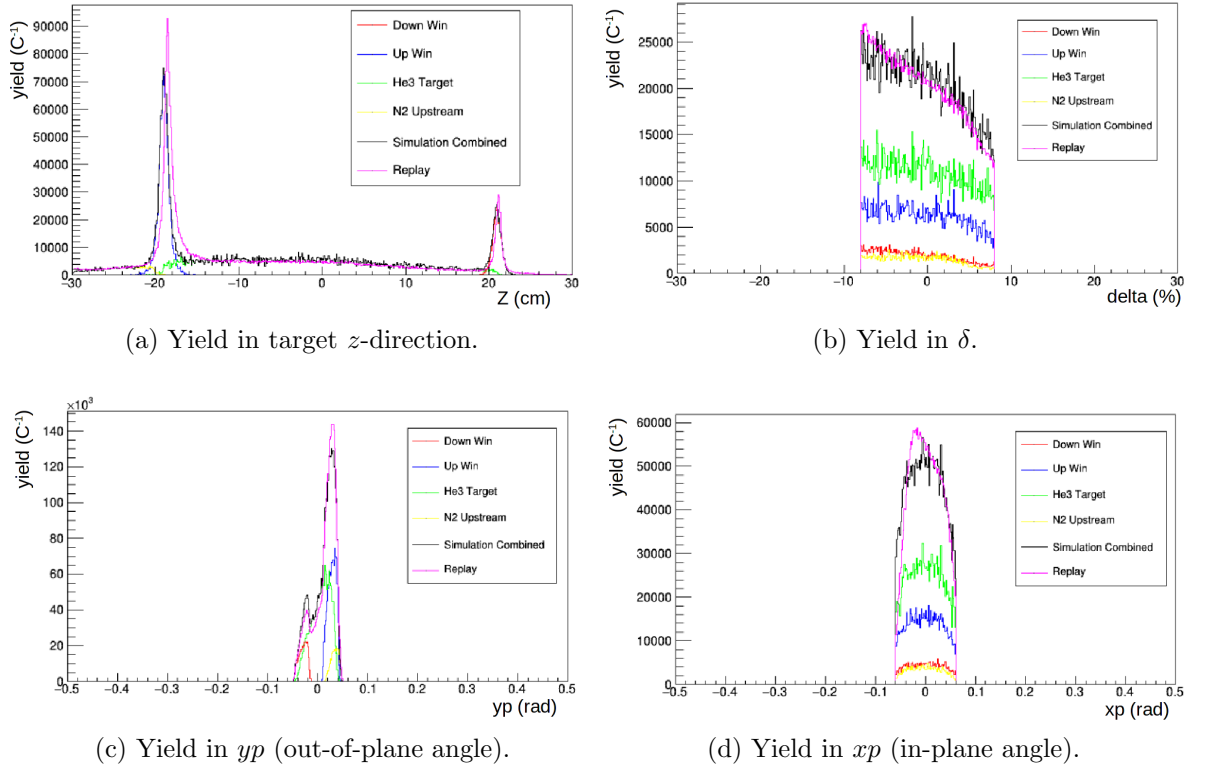 yield (C-1)
90000
80000
70000
60000
50000
40000
30000
20000
10000
0
−30 −20 −10 0 10 20 30
Z (cm)
Down Win
Up Win
He3 Target
N2 Upstream
Simulation Combined
Replay
(a) Yield in target z-direction.
yield (C-1)
25000
20000
15000
10000
5000
0
−30 −20 −10 0 10 20 30
delta (%)
Down Win
Up Win
He3 Target
N2 Upstream
Simulation Combined
Replay
(b) Yield in δ.
×10³
yield (C-1)
140
120
100
80
60
40
20
0
−0.5 −0.4 −0.3 −0.2 −0.1 0 0.1 0.2 0.3 0.4 0.5
yp (rad)
Down Win
Up Win
He3 Target
N2 Upstream
Simulation Combined
Replay
(c) Yield in yp (out-of-plane angle).
yield (C-1)
60000
50000
40000
30000
20000
10000
0
−0.5 −0.4 −0.3 −0.2 −0.1 0 0.1 0.2 0.3 0.4 0.5
xp (rad)
Down Win
Up Win
He3 Target
N2 Upstream
Simulation Combined
Replay
(d) Yield in xp (in-plane angle).